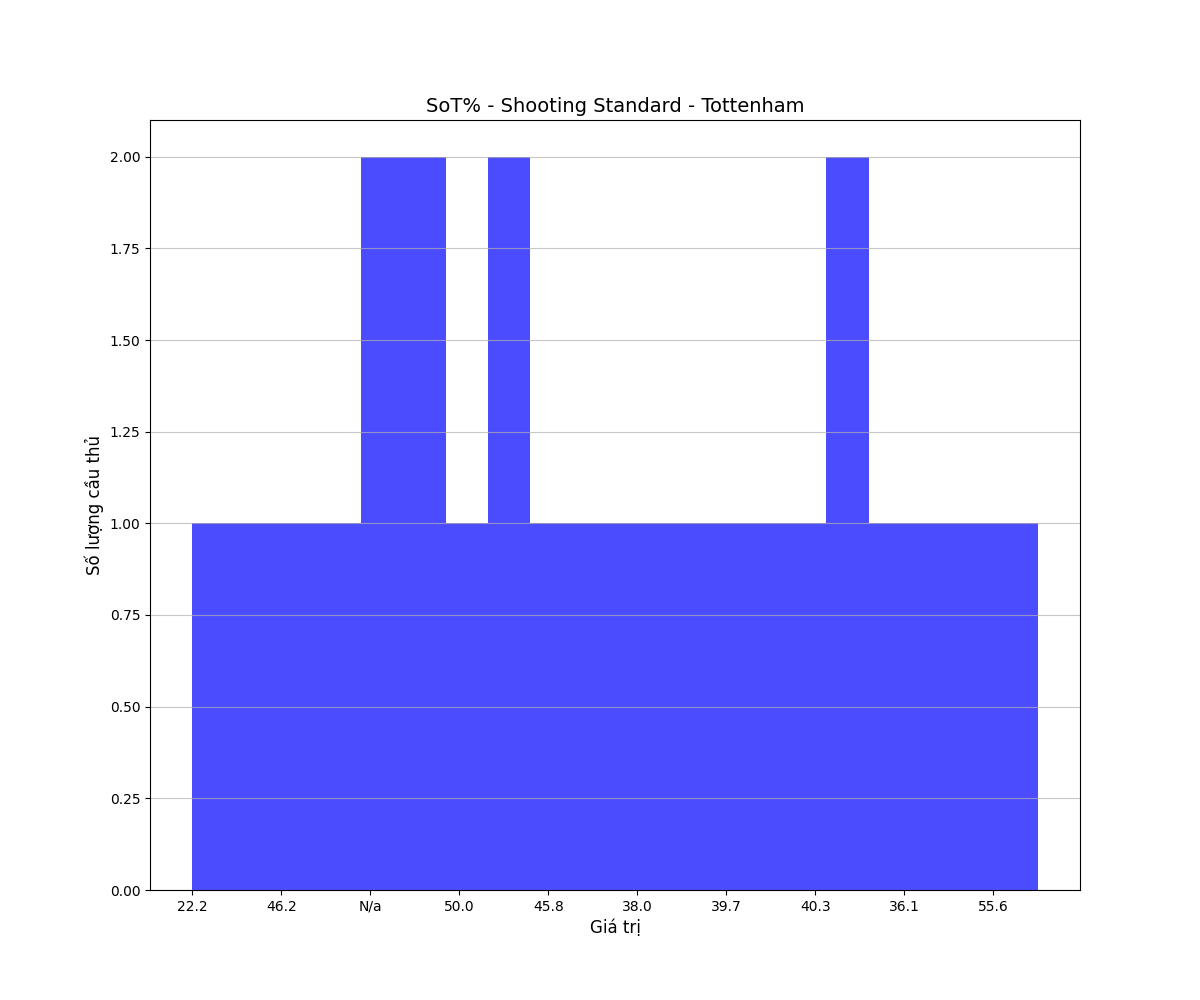 SoT% - Shooting Standard - Tottenham
2.00
1.75
1.50
1.25
1.00
0.75
0.50
0.25
0.00
Số lượng cầu thủ
22.2 46.2 N/a 50.0 45.8 38.0 39.7 40.3 36.1 55.6
Giá trị